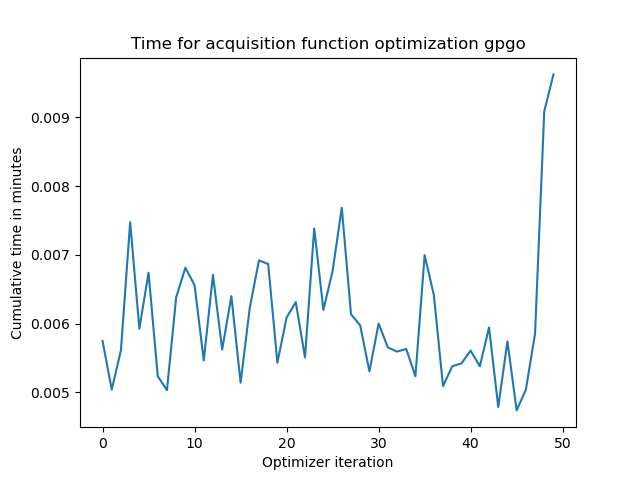 Time for acquisition function optimization gpgo
Cumulative time in minutes
0.009
0.008
0.007
0.006
0.005
0 10 20 30 40 50
Optimizer iteration